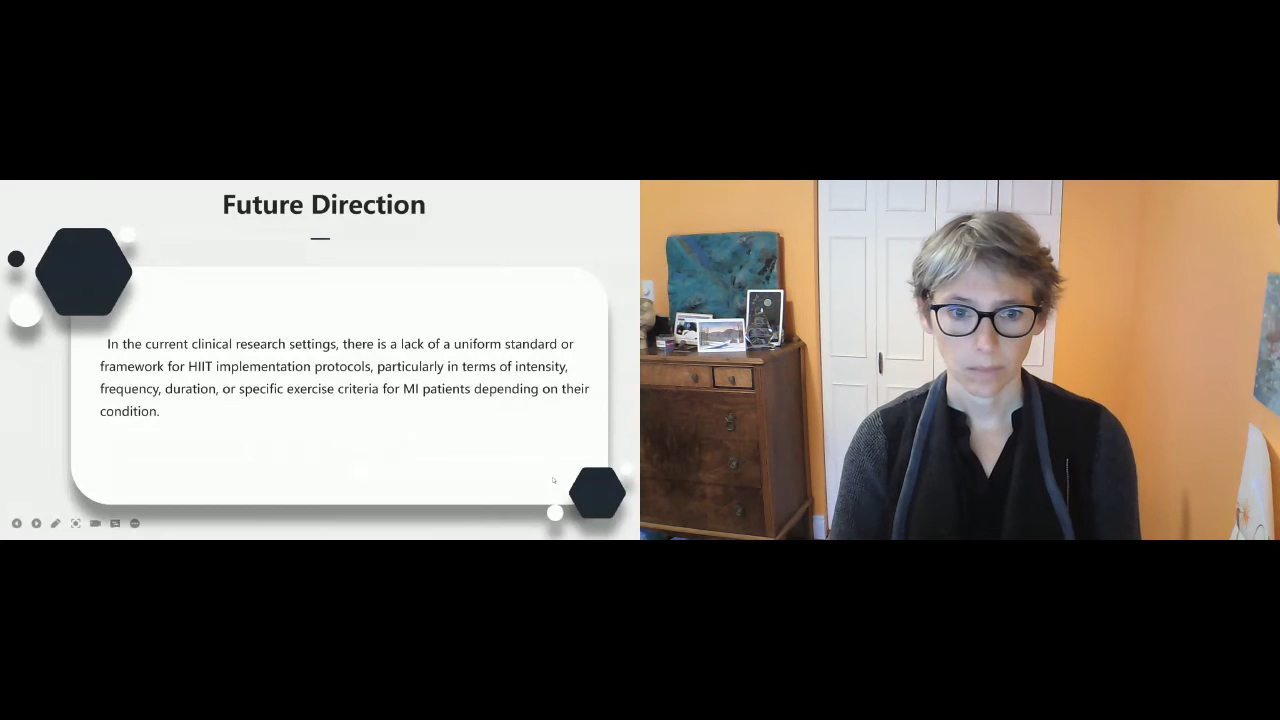 Future Direction
In the current clinical research settings, there is a lack of a uniform standard or
framework for HIIT implementation protocols, particularly in terms of intensity,
frequency, duration, or specific exercise criteria for MI patients depending on their
condition.